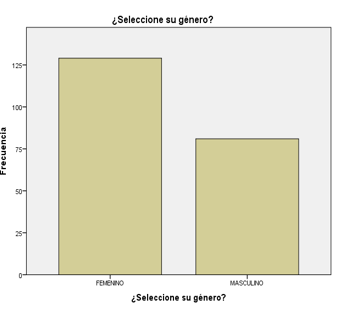 ¿Seleccione su género?
125
100
75
50
25
0
Frecuencia
FEMENINO
MASCULINO
¿Seleccione su género?